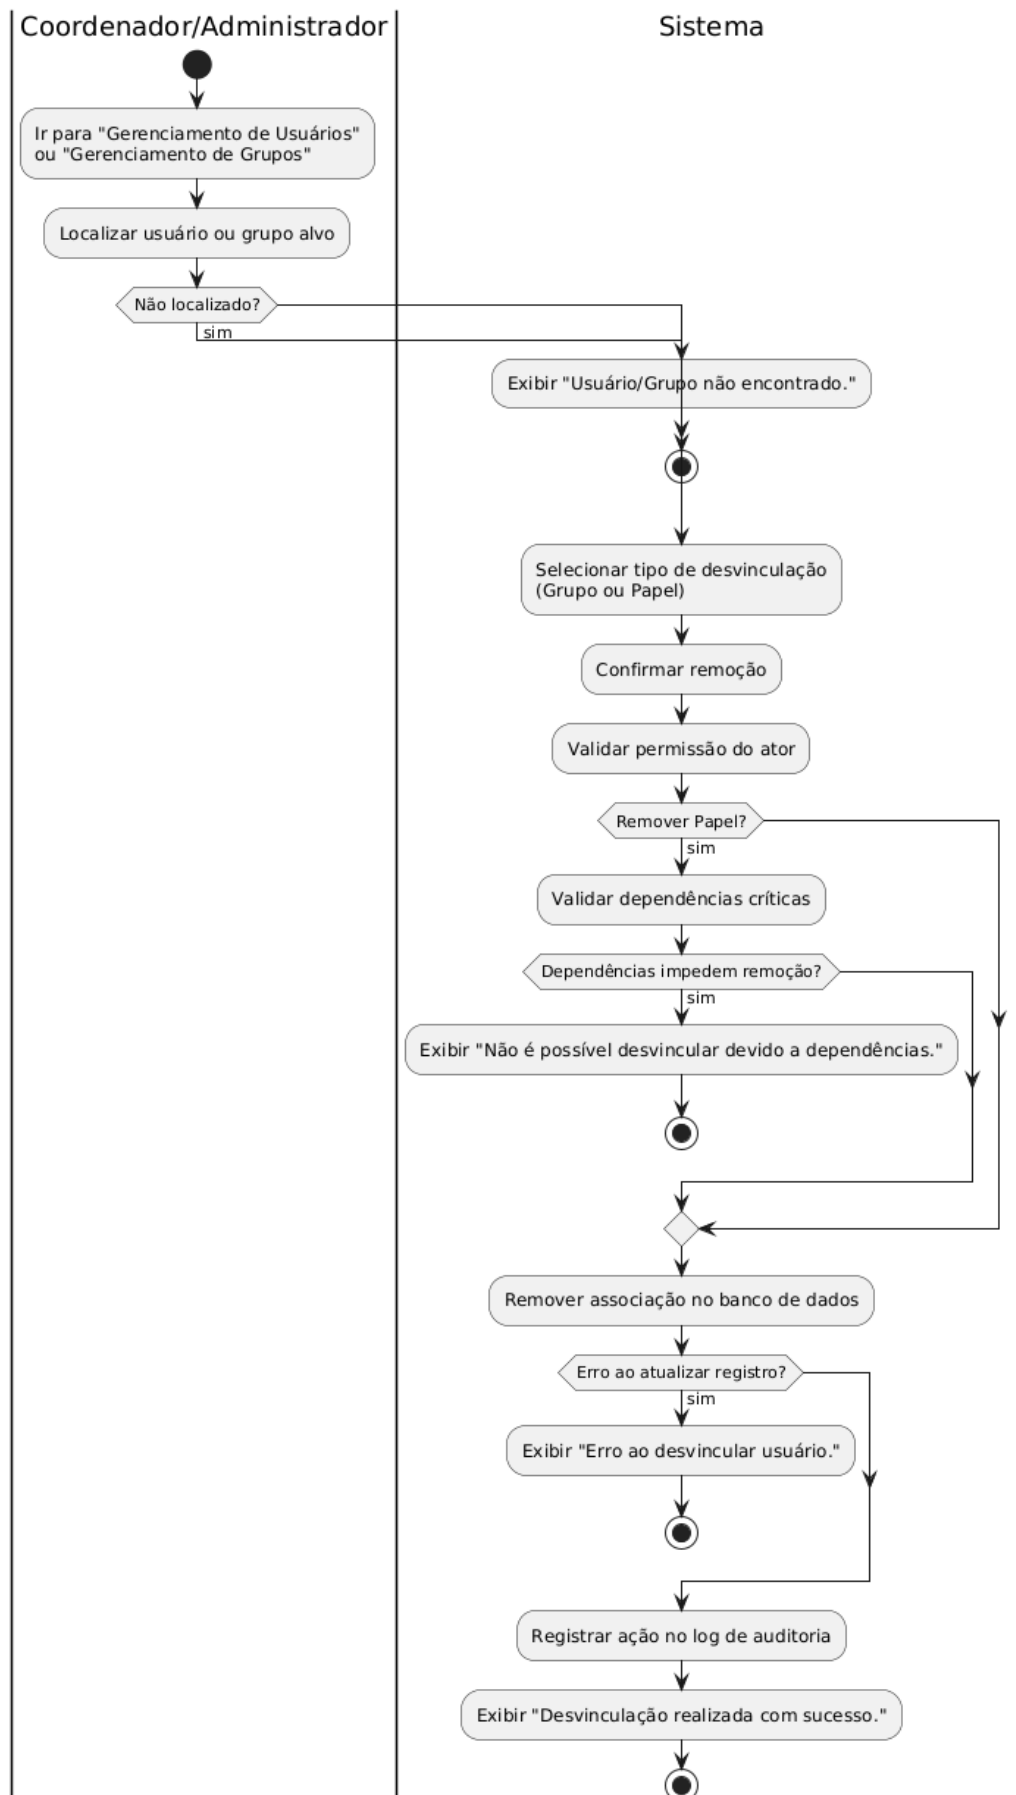 Coordenador/Administrador
Sistema
Ir para "Gerenciamento de Usuários"
ou "Gerenciamento de Grupos"
Localizar usuário ou grupo alvo
Não localizado?
sim
Exibir "Usuário/Grupo não encontrado."
Selecionar tipo de desvinculação
(Grupo ou Papel)
Confirmar remoção
Validar permissão do ator
Remover Papel?
sim
Validar dependências críticas
Dependências impedem remoção?
sim
Exibir "Não é possível desvincular devido a dependências."
Remover associação no banco de dados
Erro ao atualizar registro?
sim
Exibir "Erro ao desvincular usuário."
Registrar ação no log de auditoria
Exibir "Desvinculação realizada com sucesso."